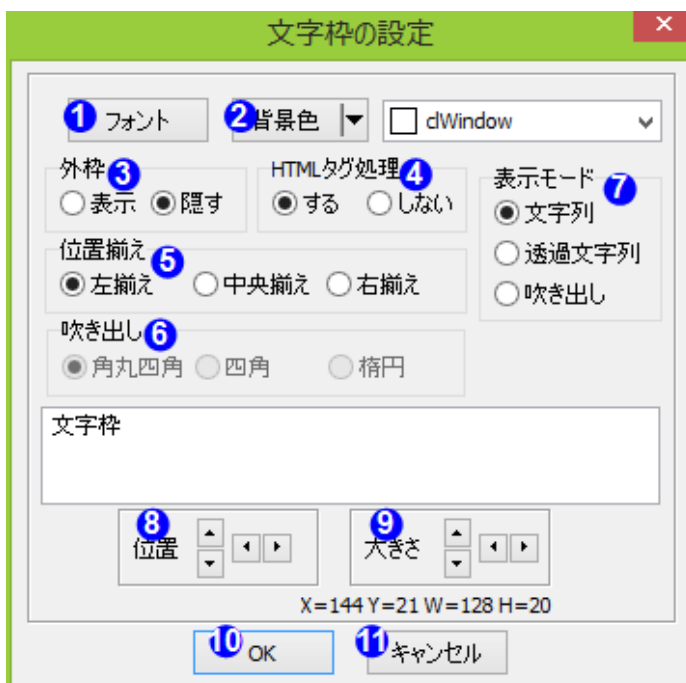 文字枠の設定
1 フォント 2 背景色 clWindow
外枠 3 HTMLタグ処理 4 表示モード 7
表示 隠す する しない 文字列
位置揃え 5 透過文字列
左揃え 中央揃え 右揃え 吹き出し
吹き出し 6
角丸四角 四角 楕円
文字枠
8 位置 9 大きさ
X=144 Y=21 W=128 H=20
10 OK 11 キャンセル